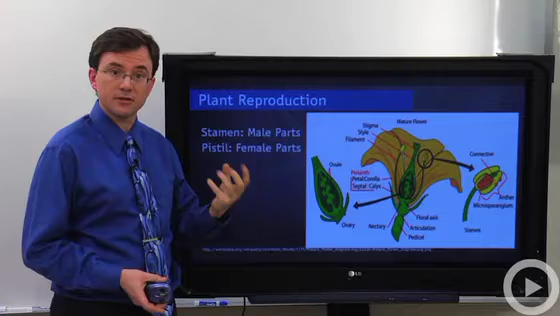 Plant Reproduction
Stamen: Male Parts
Pistil: Female Parts
Mature Flower
Stigma
Style
Filament
Connective
Ovule
Perianth
Petal:Corolla
Septal: Calyx
Anther
Microsporangium
Floral axis
Ovary
Nectary
Articulation
Stamen
Pedicel
LG